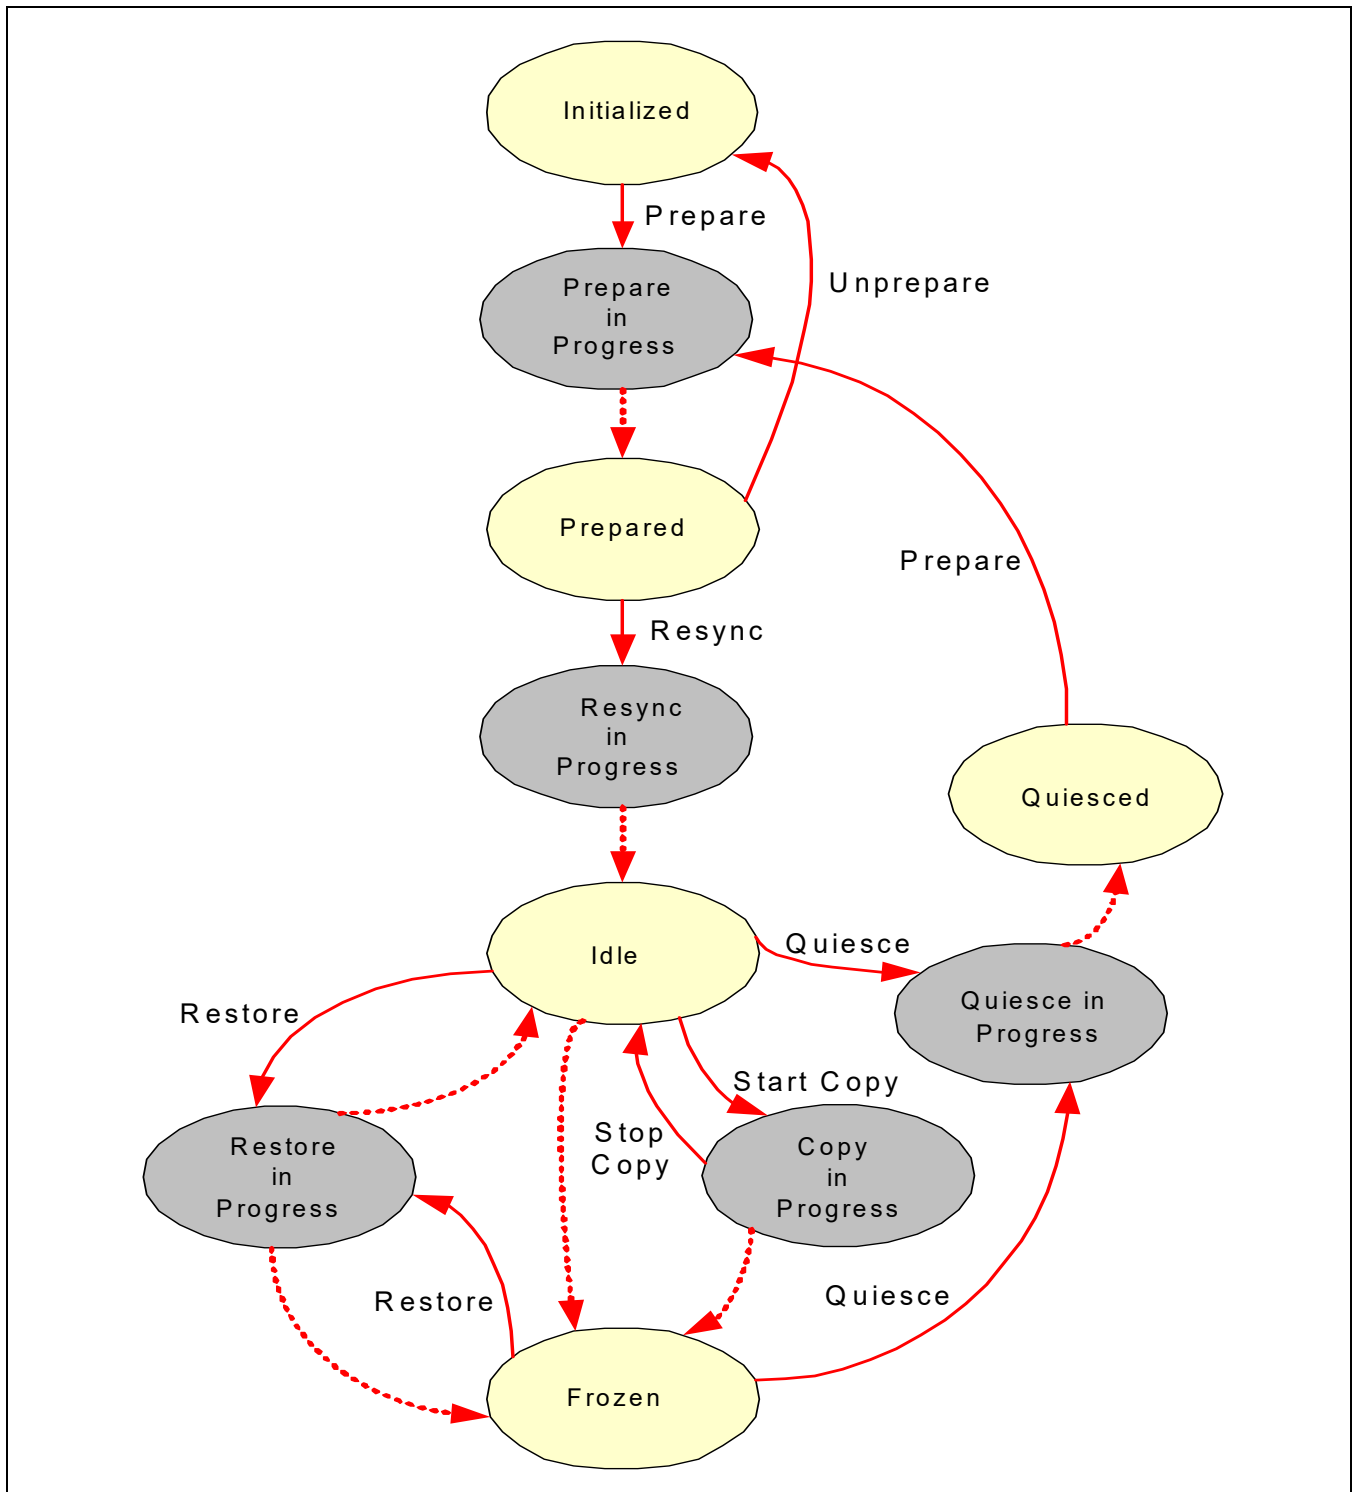 Initialized
Prepare
Unprepare
Prepare
in
Progress
Prepared
Prepare
Resync
Resync
in
Progress
Quiesced
Idle
Quiesce
Quiesce in
Progress
Restore
Start Copy
Stop
Copy
Restore
in
Progress
Copy
in
Progress
Restore
Quiesce
Frozen